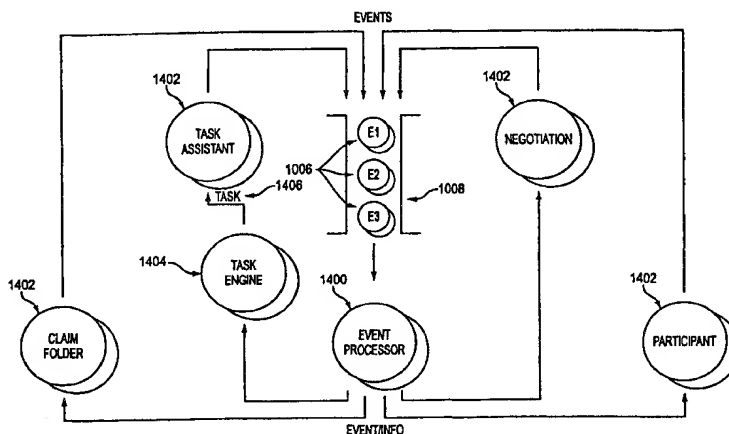 EVENTS
1402
TASK
ASSISTANT
1402
NEGOTIATION
E1
E2
E3
1006
1008
TASK
1406
1404
TASK
ENGINE
1400
EVENT
PROCESSOR
1402
CLAIM
FOLDER
1402
PARTICIPANT
EVENT/INFO